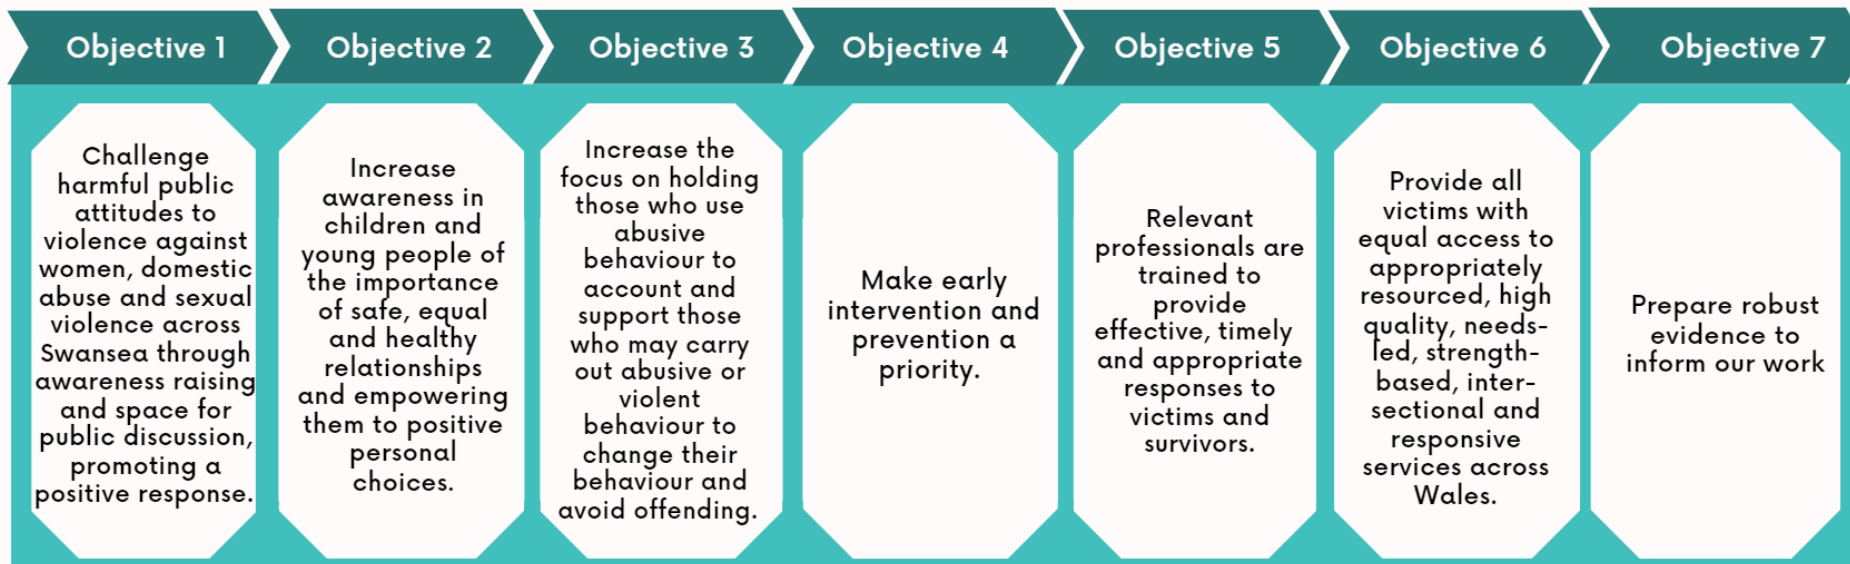 Objective 1
Challenge
harmful public
attitudes to
violence against
women, domestic
abuse and sexual
violence across
Swansea through
awareness raising
and space for
public discussion,
promoting a
positive response.
Objective 2
Increase
awareness in
children and
young people of
the importance
of safe, equal
and healthy
relationships
and empowering
them to positive
personal
choices.
Objective 3
Increase the
focus on holding
those who use
abusive
behaviour to
account and
support those
who may carry
out abusive or
violent
behaviour to
change their
behaviour and
avoid offending.
Objective 4
Make early
intervention and
prevention a
priority.
Objective 5
Relevant
professionals are
trained to
provide
effective, timely
and appropriate
responses to
victims and
survivors.
Objective 6
Provide all
victims with
equal access to
appropriately
resourced, high
quality, needs-
led, strength-
based, inter-
sectional and
responsive
services across
Wales.
Objective 7
Prepare robust
evidence to
inform our work